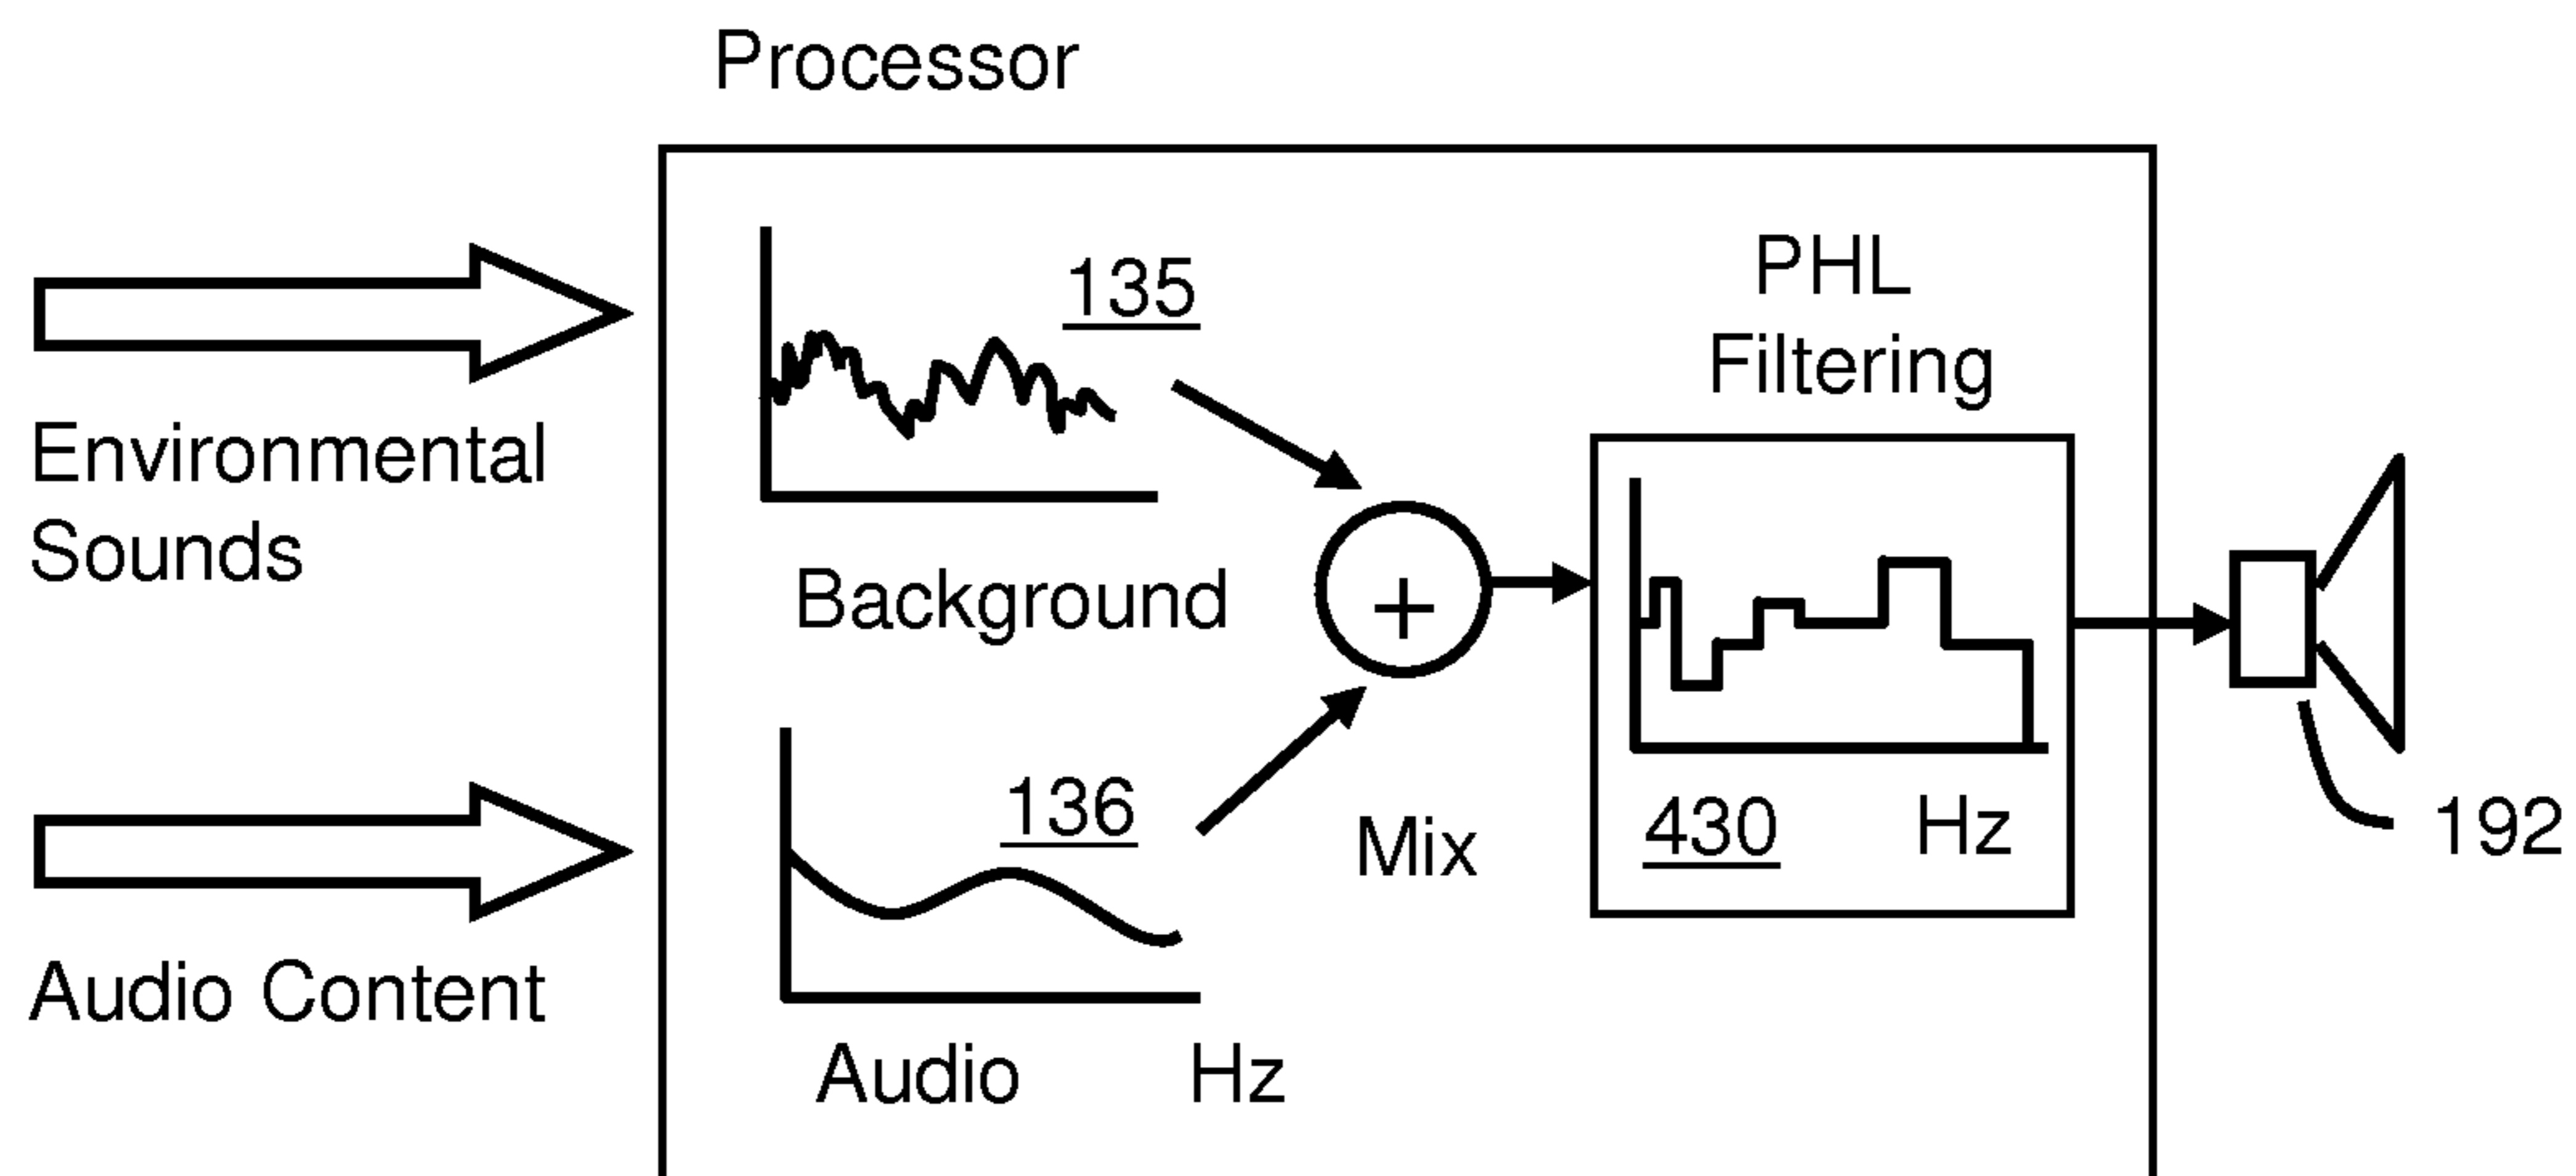 Processor
135
PHL
Filtering
Environmental
Sounds
Background
+
136
Mix
430
Hz
192
Audio Content
Audio
Hz